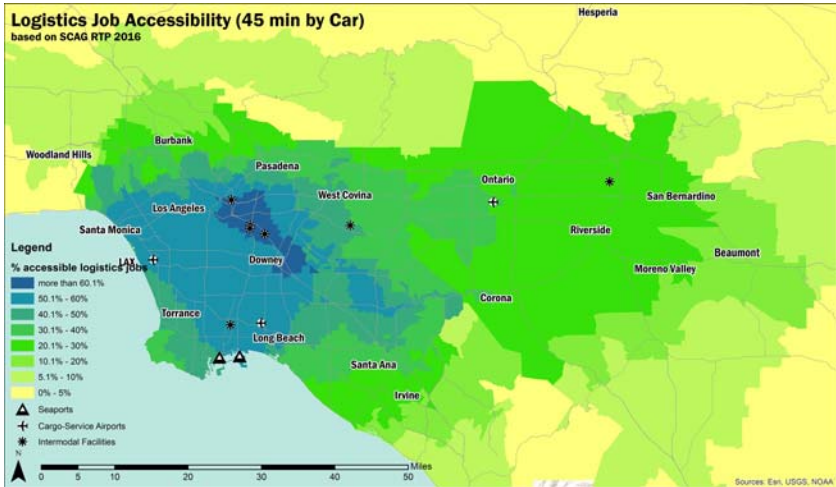 Logistics Job Accessibility (45 min by Car)
based on SCAG RTP 2016
Hesperia
Burbank
Woodland Hills
Pasadena
West Covina
Ontario
San Bernardino
Los Angeles
Santa Monica
Riverside
Beaumont
Downey
LAX
Moreno Valley
Corona
Torrance
Long Beach
Santa Ana
Irvine
Legend
% accessible logistics jobs
more than 60.1%
50.1% - 60%
40.1% - 50%
30.1% - 40%
20.1% - 30%
10.1% - 20%
5.1% - 10%
0% - 5%
Seaports
Cargo-Service Airports
Intermodal Facilities
N
0 5 10 20 30 40 50 Miles
Sources: Esri, USGS, NOAA